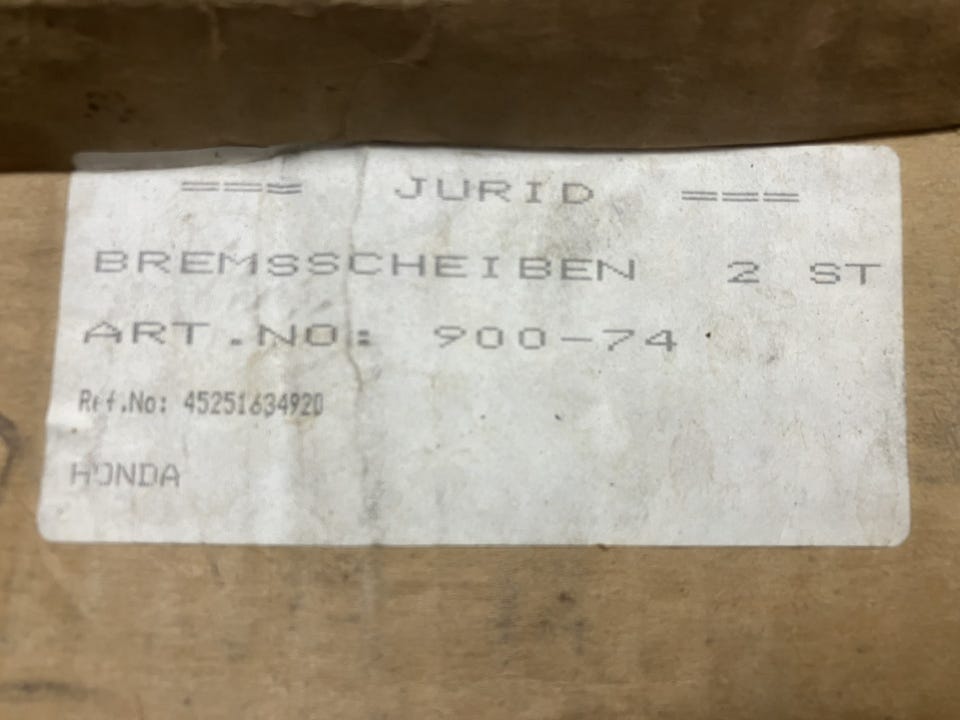 === JURID ===
BREMSSCHEIBEN 2 ST
ART.NO: 900-74
Ref.No: 45251634920
HONDA